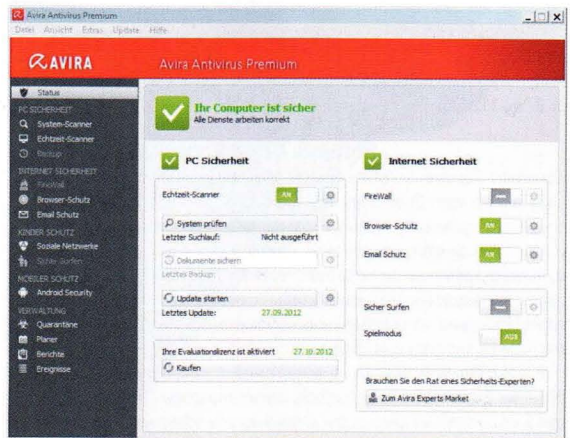 Avira Antivirus Premium
Datei Ansicht Extras Update Hilfe
AVIRA
Avira Antivirus Premium
Status
PC SICHERHEIT
System-Scanner
Echtzeit-Scanner
Backup
INTERNET SICHERHEIT
FireWall
Browser-Schutz
Email Schutz
KINDER SCHUTZ
Soziale Netzwerke
Sicher Surfen
MOBILER SCHUTZ
Android Security
VERWALTUNG
Quarantäne
Planer
Berichte
Ereignisse
Ihr Computer ist sicher
Alle Dienste arbeiten korrekt
PC Sicherheit
Echtzeit-Scanner AN
System prüfen
Letzter Suchlauf: Nicht ausgeführt
Dokumente sichern
Letztes Backup: -
Update starten
Letztes Update: 27.09.2012
Ihre Evaluationslizenz ist aktiviert 27.10.2012
Kaufen
Internet Sicherheit
FireWall
Browser-Schutz AN
Email Schutz AN
Sicher Surfen
Spielmodus AUS
Brauchen Sie den Rat eines Sicherheits-Experten?
Zum Avira Experts Market